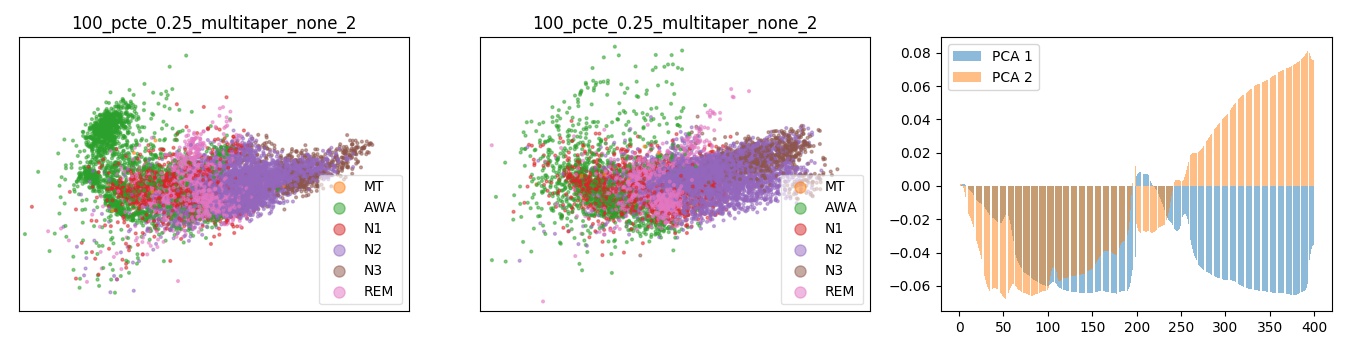 100_pcte_0.25_multitaper_none_2
MT
AWA
N1
N2
N3
REM
100_pcte_0.25_multitaper_none_2
MT
AWA
N1
N2
N3
REM
PCA 1
PCA 2
0.08
0.06
0.04
0.02
0.00
−0.02
−0.04
−0.06
0 50 100 150 200 250 300 350 400